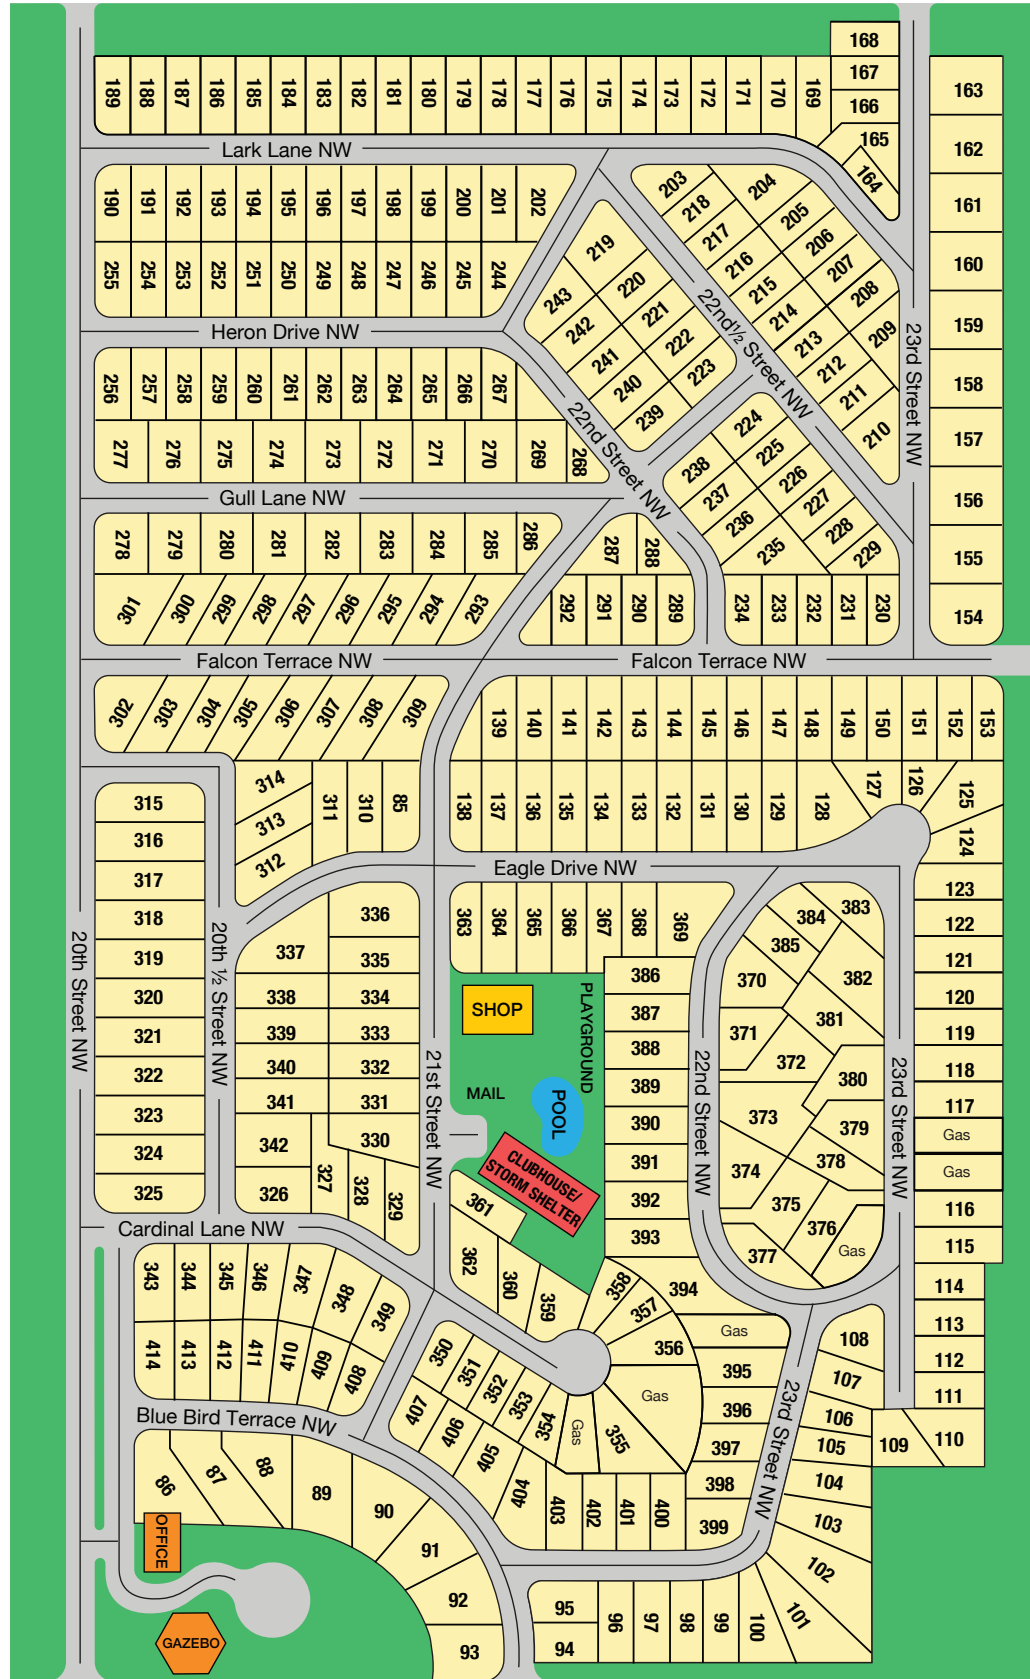 168
167
166
165
164
163
162
161
160
159
158
157
156
155
154
189 188 187 186 185 184 183 182 181 180 179 178 177 176 175 174 173 172 171 170 169
Lark Lane NW
190 191 192 193 194 195 196 197 198 199 200 201 202
255 254 253 252 251 250 249 248 247 246 245 244
203 204
218 205
217 206
216 207
215 208
214 209
213
212
211
210
219
220
221
222
223
243
242
241
240
239
22nd½ Street NW
23rd Street NW
Heron Drive NW
256 257 258 259 260 261 262 263 264 265 266 267
277 276 275 274 273 272 271 270 269 268
22nd Street NW
224
225
226
227
228
229
238
237
236
235
Gull Lane NW
278 279 280 281 282 283 284 285 286
287 288
301 300 299 298 297 296 295 294 293
292 291 290 289
234 233 232 231 230
Falcon Terrace NW
Falcon Terrace NW
302 303 304 305 306 307 308 309
139 140 141 142 143 144 145 146 147 148 149 150 151 152 153
314
313
312
311 310 85
138 137 136 135 134 133 132 131 130 129 128 127 126 125
124
Eagle Drive NW
315
316
317
318
319
320
321
322
323
324
325
20th Street NW
20th ½ Street NW
336
337
335
338 334
339 333
340 332
341 331
342 330
326 327 328 329
21st Street NW
363 364 365 366 367 368 369
SHOP
PLAYGROUND
MAIL
POOL
CLUBHOUSE/
STORM SHELTER
386
387
388
389
390
391
392
393
22nd Street NW
383
384
385
370
382
381
371
372
380
373
379
378
374
375
376
377
Gas
23rd Street NW
123
122
121
120
119
118
117
Gas
Gas
116
115
114
113
112
111
110
109
Cardinal Lane NW
343 344 345 346 347 348 349
414 413 412 411 410 409 408
361
362 360 359
358
357
356
394
Gas
395
396
397
398
399
Gas
355
Gas
350 351 352 353 354
407 406 405 404 403 402 401 400
23rd Street NW
108
107
106
105
104
103
102
101
Blue Bird Terrace NW
86 87 88 89 90
91
92
93
95
94
96 97 98 99 100
OFFICE
GAZEBO